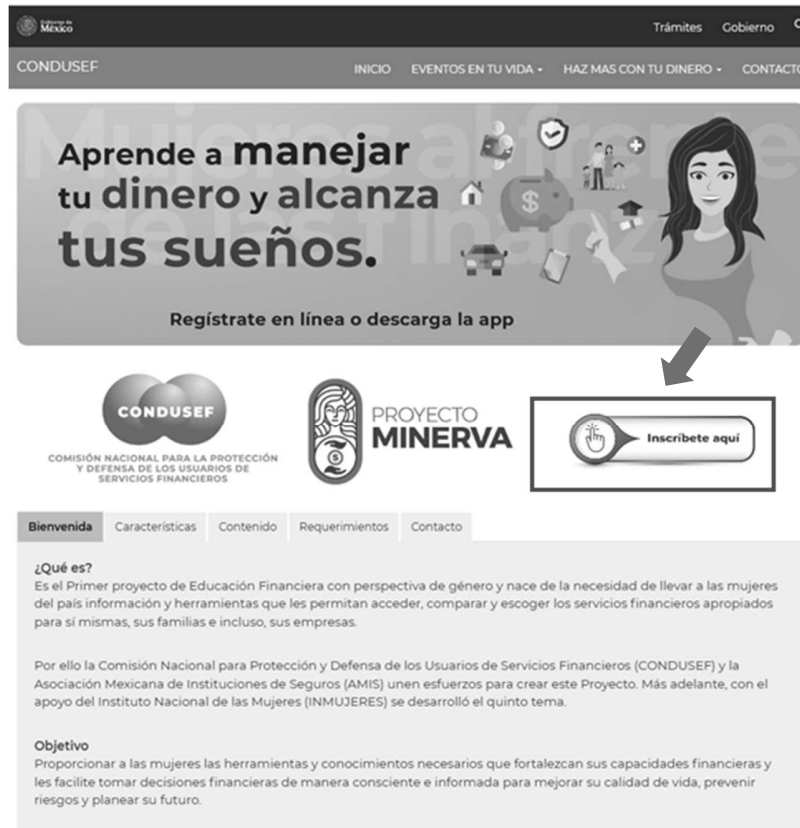 Gobierno de
México
Trámites Gobierno
CONDUSEF
INICIO EVENTOS EN TU VIDA HAZ MAS CON TU DINERO CONTACTO
Mujeres al frente
de las finanz
Aprende a manejar
tu dinero y alcanza
tus sueños.
Regístrate en línea o descarga la app
CONDUSEF
COMISIÓN NACIONAL PARA LA PROTECCIÓN
Y DEFENSA DE LOS USUARIOS DE
SERVICIOS FINANCIEROS
PROYECTO
MINERVA
Inscríbete aquí
Bienvenida Características Contenido Requerimientos Contacto
¿Qué es?
Es el Primer proyecto de Educación Financiera con perspectiva de género y nace de la necesidad de llevar a las mujeres
del país información y herramientas que les permitan acceder, comparar y escoger los servicios financieros apropiados
para sí mismas, sus familias e incluso, sus empresas.
Por ello la Comisión Nacional para Protección y Defensa de los Usuarios de Servicios Financieros (CONDUSEF) y la
Asociación Mexicana de Instituciones de Seguros (AMIS) unen esfuerzos para crear este Proyecto. Más adelante, con el
apoyo del Instituto Nacional de las Mujeres (INMUJERES) se desarrolló el quinto tema.
Objetivo
Proporcionar a las mujeres las herramientas y conocimientos necesarios que fortalezcan sus capacidades financieras y
les facilite tomar decisiones financieras de manera consciente e informada para mejorar su calidad de vida, prevenir
riesgos y planear su futuro.